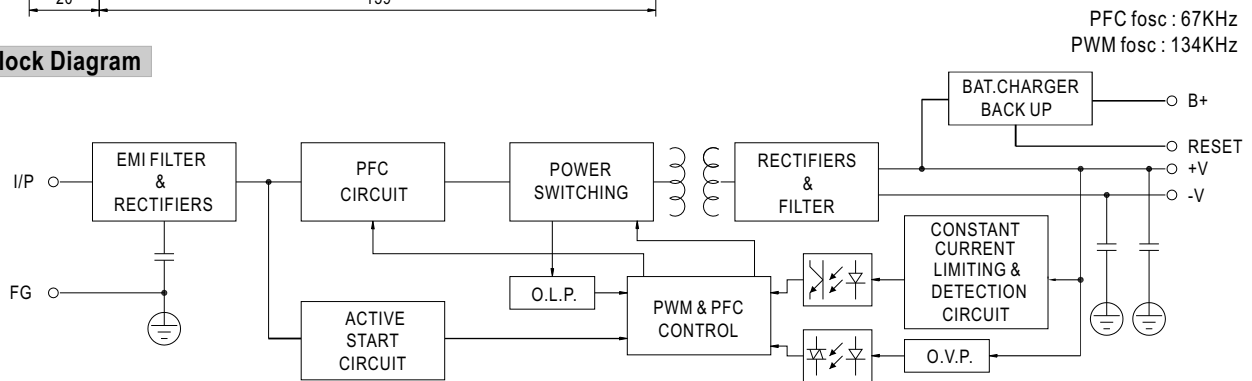 PFC fosc : 67KHz
PWM fosc : 134KHz
lock Diagram
BAT.CHARGER
BACK UP
B+
RESET
+V
-V
I/P
EMI FILTER
&
RECTIFIERS
PFC
CIRCUIT
POWER
SWITCHING
RECTIFIERS
&
FILTER
CONSTANT
CURRENT
LIMITING &
DETECTION
CIRCUIT
FG
O.L.P.
PWM & PFC
CONTROL
ACTIVE
START
CIRCUIT
O.V.P.